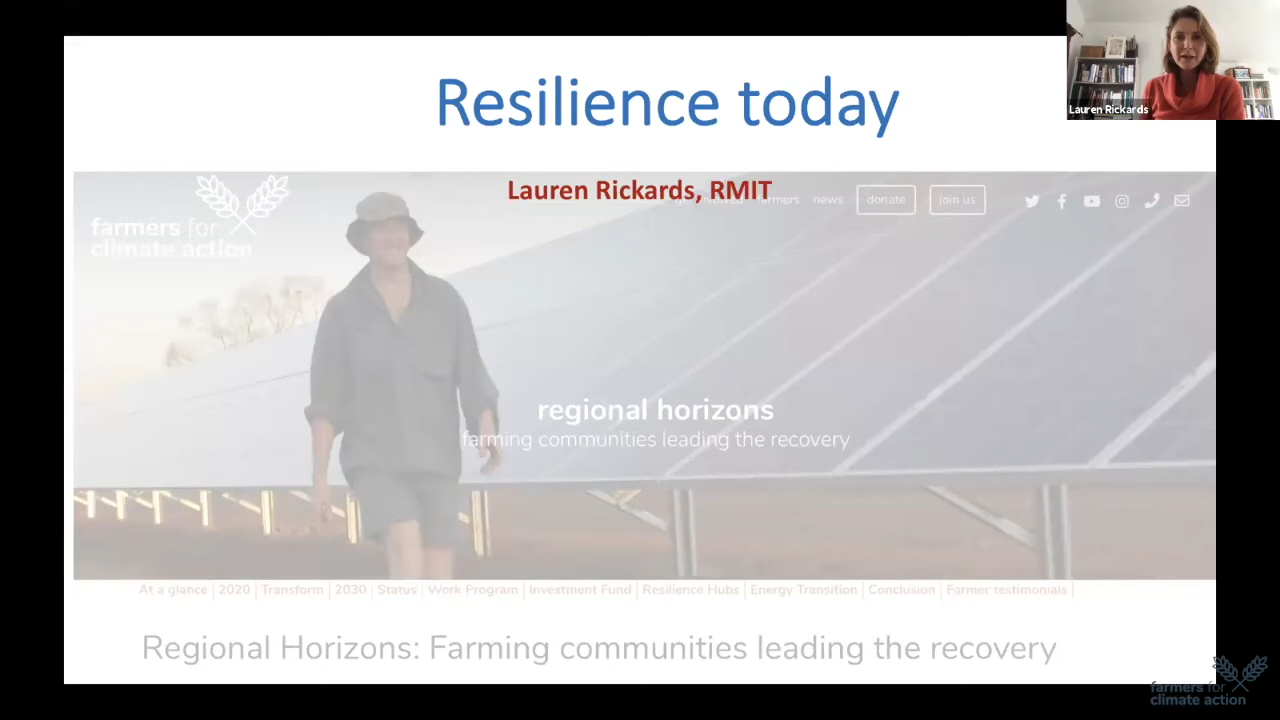 Resilience today
Lauren Rickards
Lauren Rickards, RMIT
farmers for
climate action
farmers
news
donate
join us
regional horizons
farming communities leading the recovery
At a glance | 2020 | Transform | 2030 | Status | Work Program | Investment Fund | Resilience Hubs | Energy Transition | Conclusion | Farmer testimonials |
Regional Horizons: Farming communities leading the recovery
farmers for
climate action